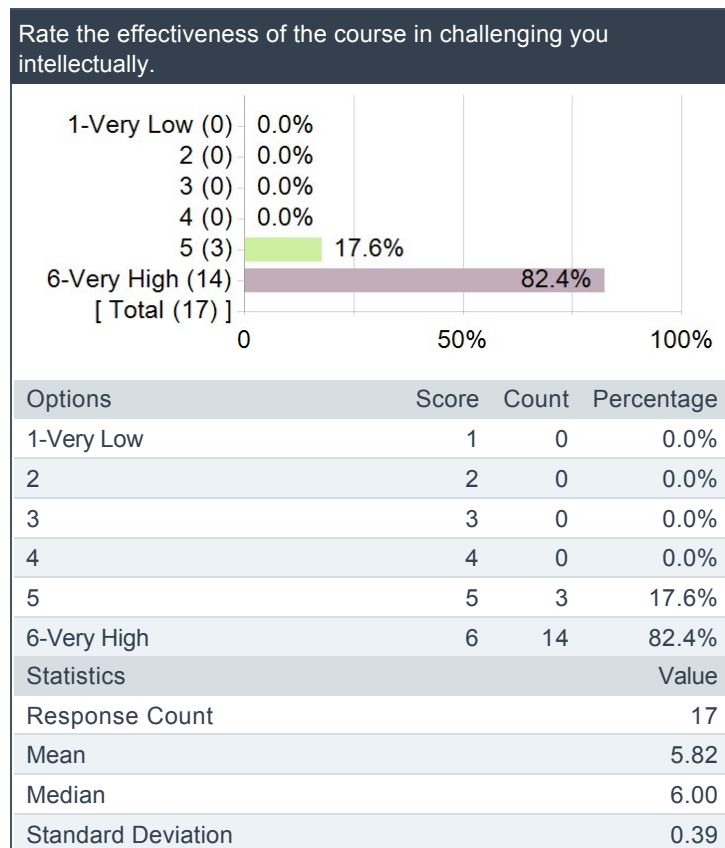 Rate the effectiveness of the course in challenging you
intellectually.
1-Very Low (0) 0.0%
2 (0) 0.0%
3 (0) 0.0%
4 (0) 0.0%
5 (3) 17.6%
6-Very High (14) 82.4%
[ Total (17) ]
0 50% 100%
Options Score Count Percentage
1-Very Low 1 0 0.0%
2 2 0 0.0%
3 3 0 0.0%
4 4 0 0.0%
5 5 3 17.6%
6-Very High 6 14 82.4%
Statistics Value
Response Count 17
Mean 5.82
Median 6.00
Standard Deviation 0.39